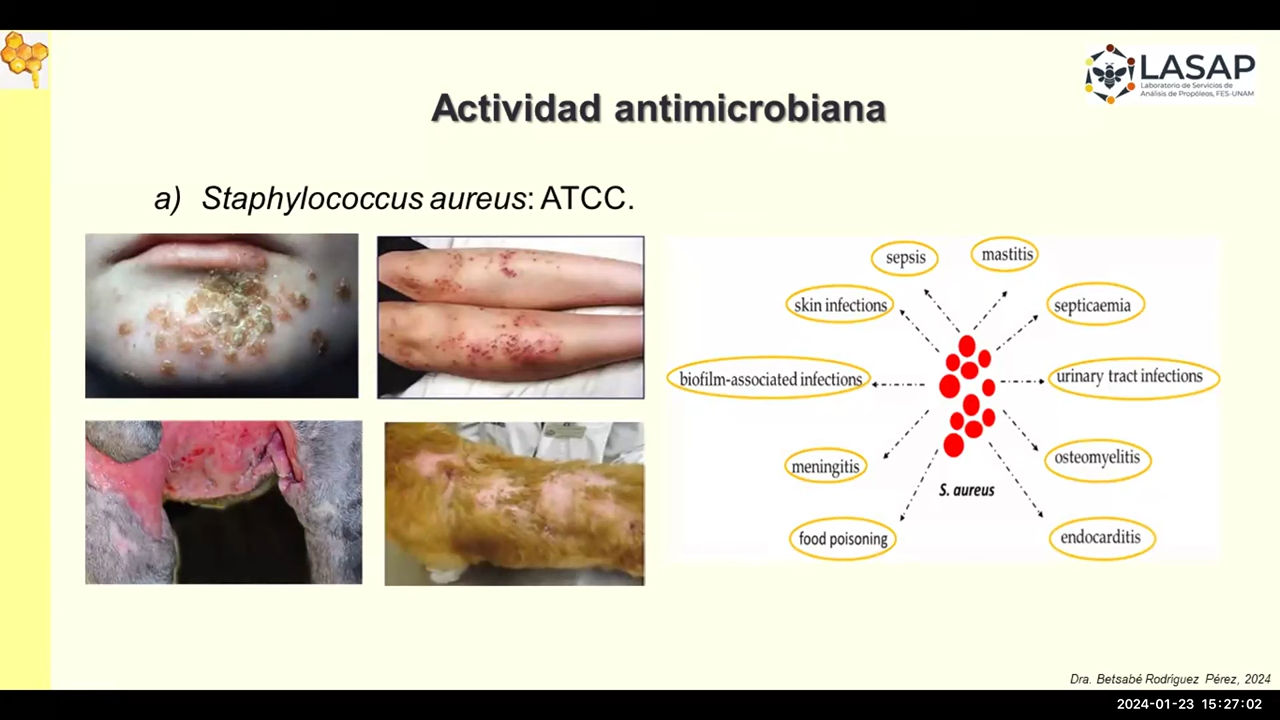 LASAP
Laboratorio de Servicios de
Análisis de Propóleos, FES-UNAM
Actividad antimicrobiana
a) Staphylococcus aureus: ATCC.
sepsis
mastitis
skin infections
septicaemia
biofilm-associated infections
urinary tract infections
meningitis
osteomyelitis
S. aureus
food poisoning
endocarditis
Dra. Betsabé Rodríguez Pérez, 2024
2024-01-23 15:27:02